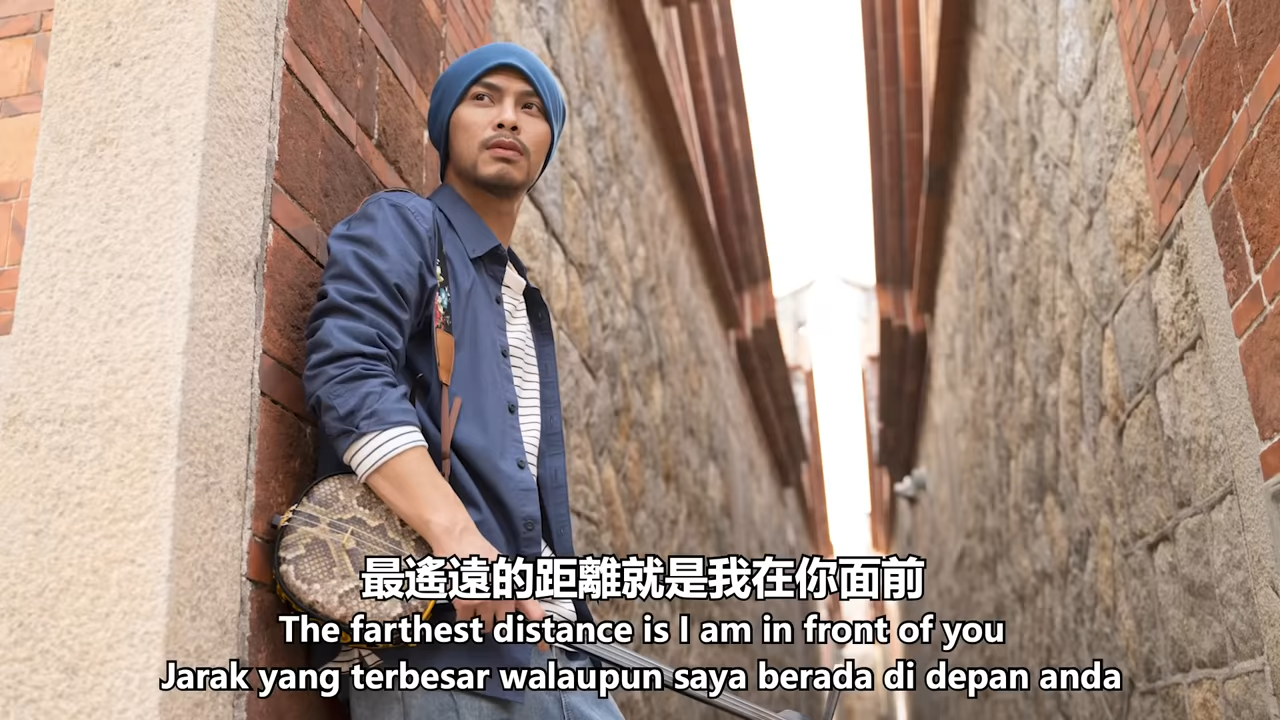 最遙遠的距離就是我在你面前
The farthest distance is I am in front of you
Jarak yang terbesar walaupun saya berada di depan anda